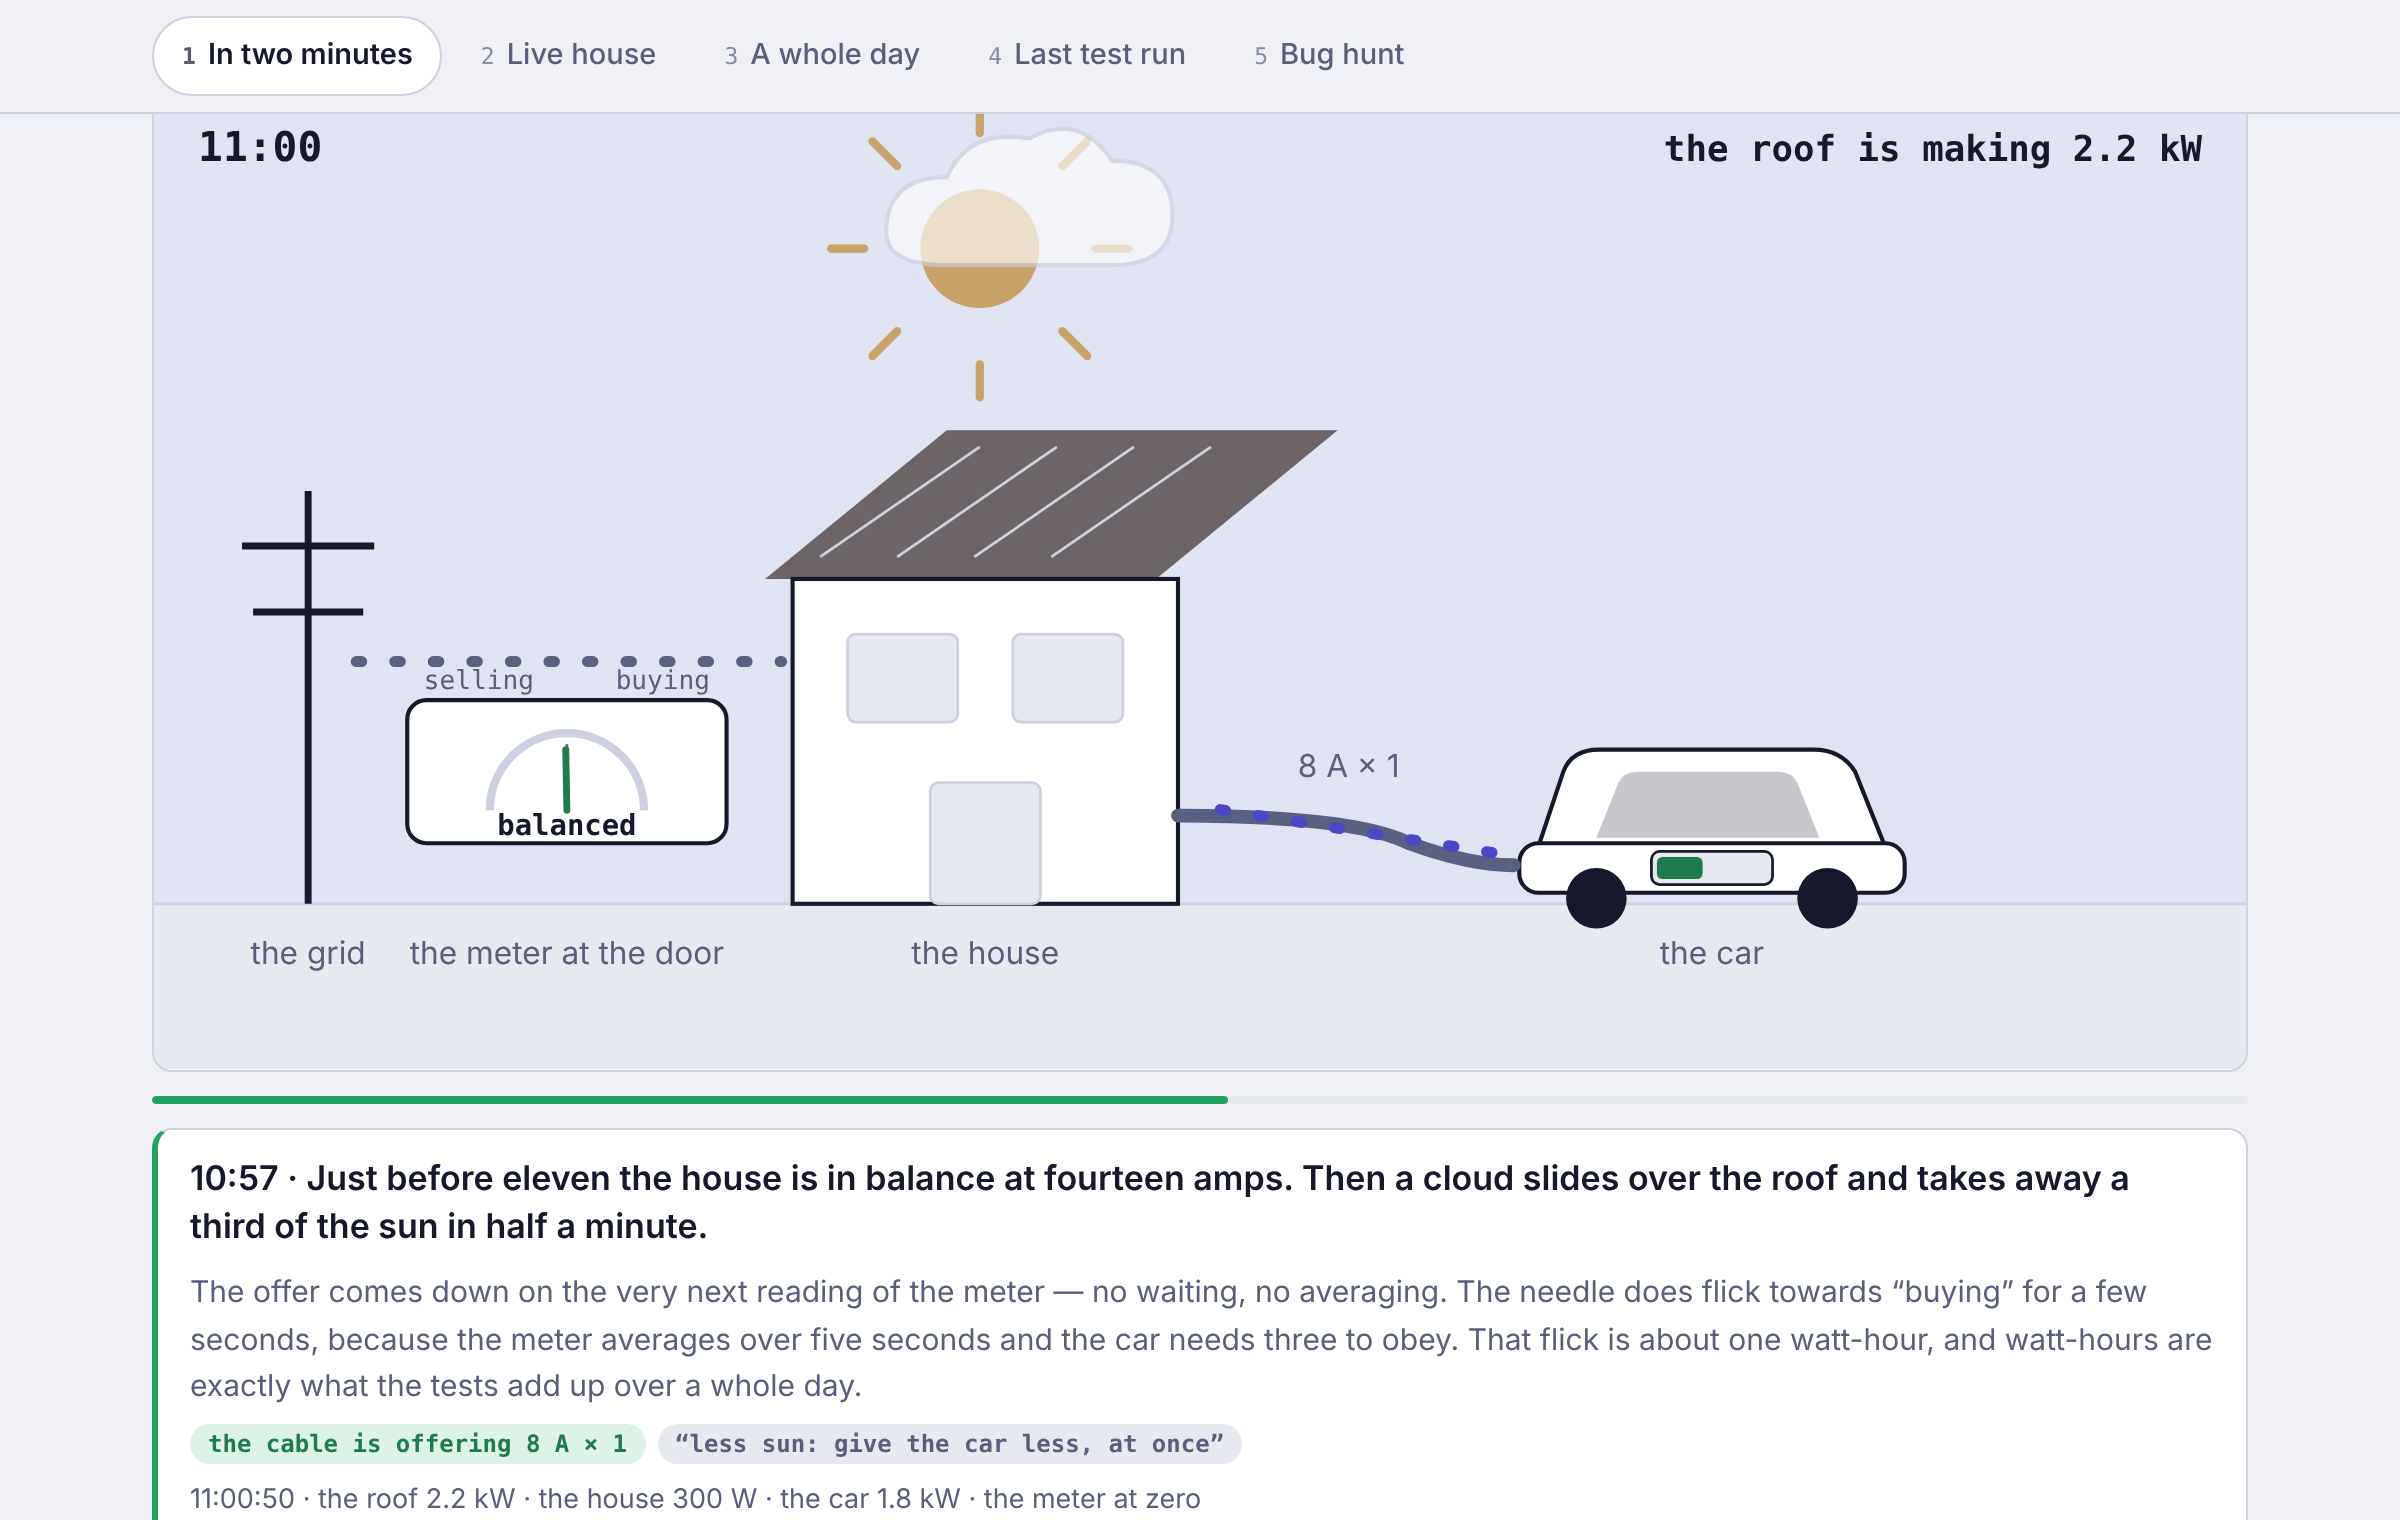 1 In two minutes
2 Live house
3 A whole day
4 Last test run
5 Bug hunt
11:00
the roof is making 2.2 kW
selling
buying
balanced
8 A × 1
the grid
the meter at the door
the house
the car
10:57 · Just before eleven the house is in balance at fourteen amps. Then a cloud slides over the roof and takes away a
third of the sun in half a minute.
The offer comes down on the very next reading of the meter — no waiting, no averaging. The needle does flick towards “buying” for a few
seconds, because the meter averages over five seconds and the car needs three to obey. That flick is about one watt-hour, and watt-hours are
exactly what the tests add up over a whole day.
the cable is offering 8 A × 1
“less sun: give the car less, at once”
11:00:50 · the roof 2.2 kW · the house 300 W · the car 1.8 kW · the meter at zero